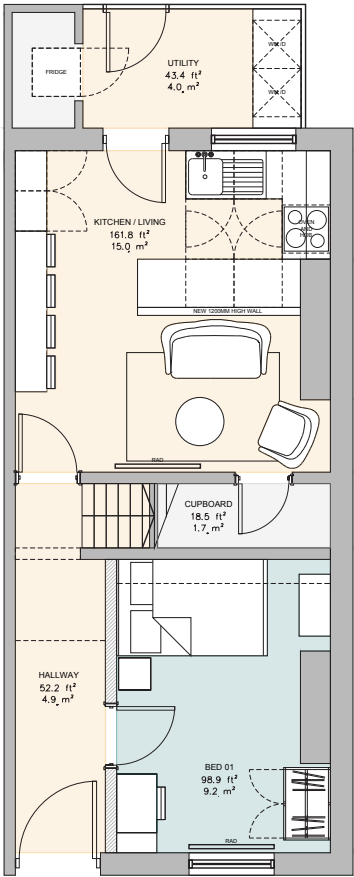 UTILITY
43.4 ft²
4.0 m²
FRIDGE
WM/D
WM/D
KITCHEN / LIVING
161.8 ft²
15.0 m²
OVEN
AND
HOB
NEW 1200MM HIGH WALL
RAD
CUPBOARD
18.5 ft²
1.7 m²
HALLWAY
52.2 ft²
4.9 m²
BED 01
98.9 ft²
9.2 m²
RAD